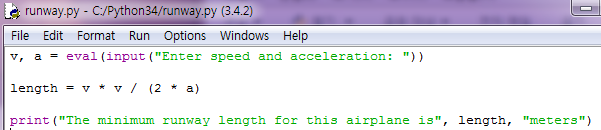 runway.py - C:/Python34/runway.py (3.4.2)
File Edit Format Run Options Windows Help
v, a = eval(input("Enter speed and acceleration: "))
length = v * v / (2 * a)
print("The minimum runway length for this airplane is", length, "meters")